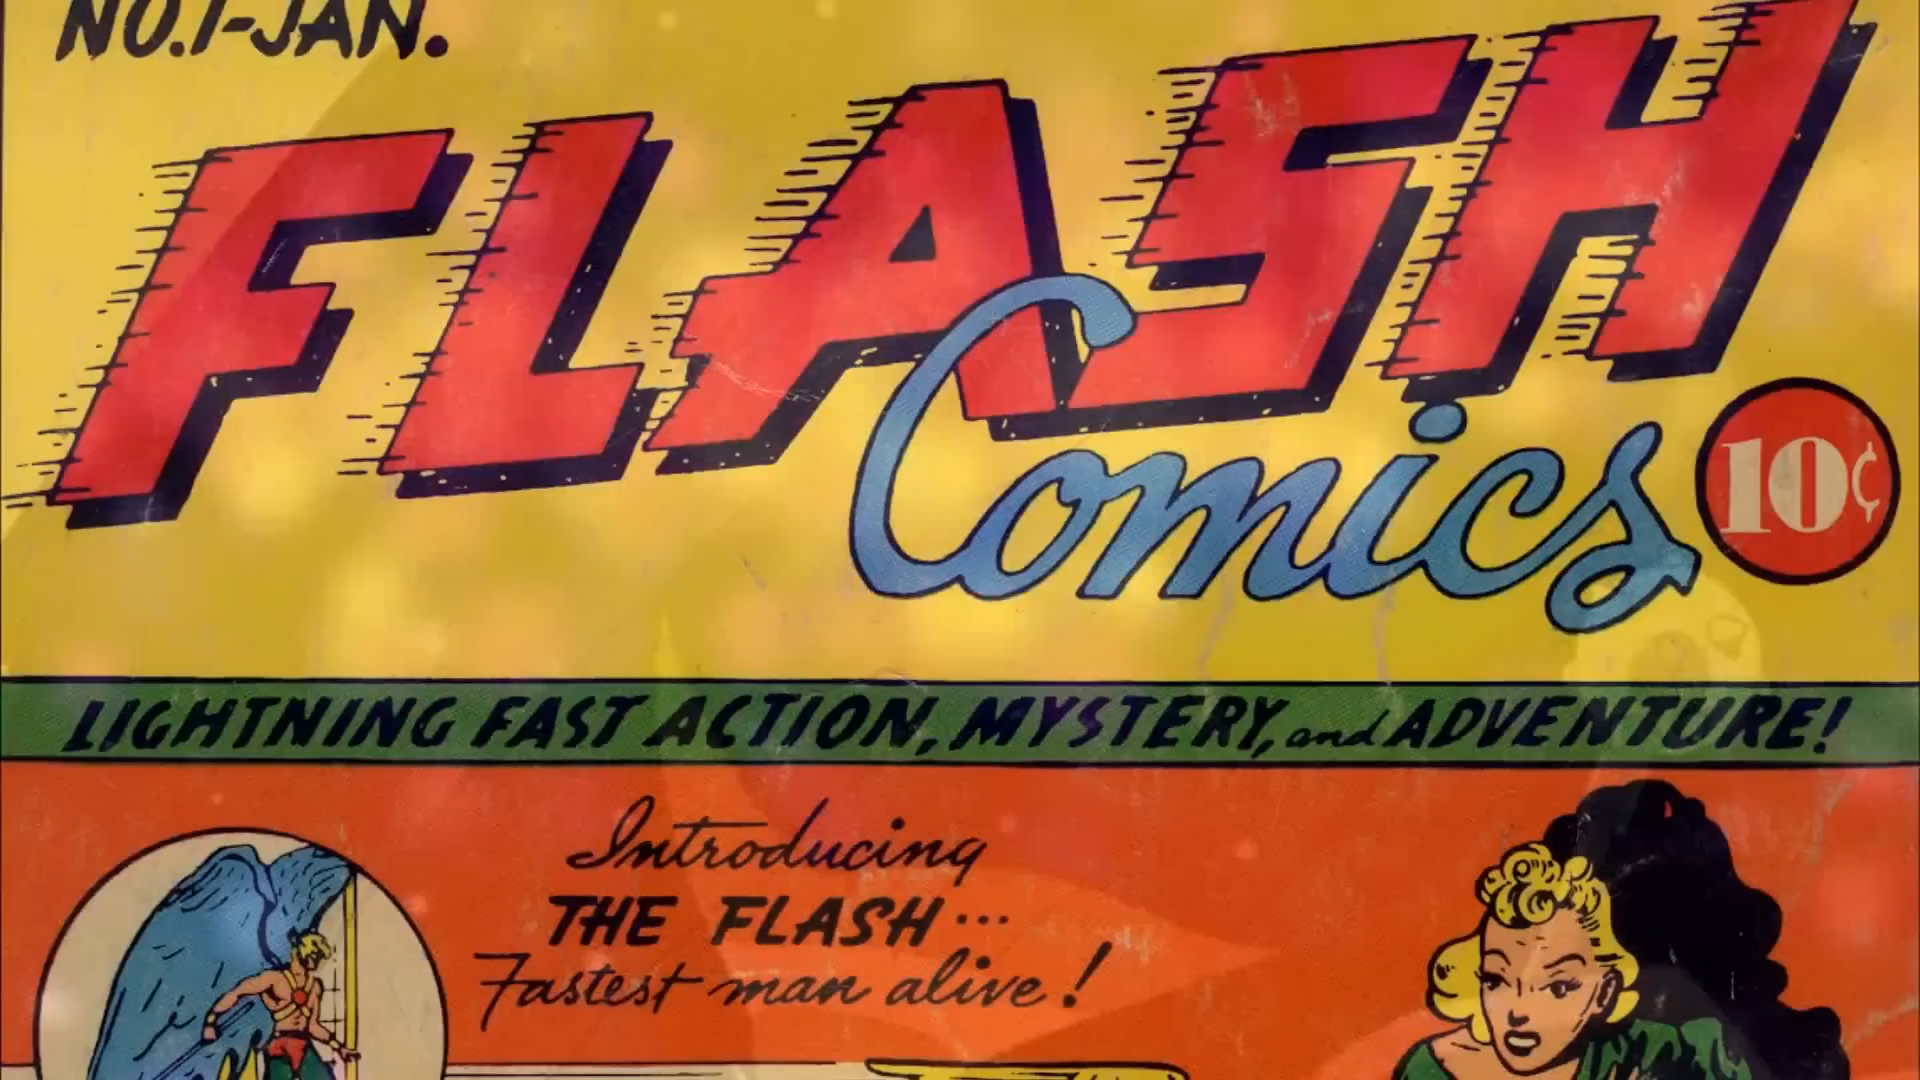 NO.1-JAN.
FLASH
Comics
10¢
LIGHTNING FAST ACTION, MYSTERY, and ADVENTURE!
Introducing
THE FLASH...
Fastest man alive!